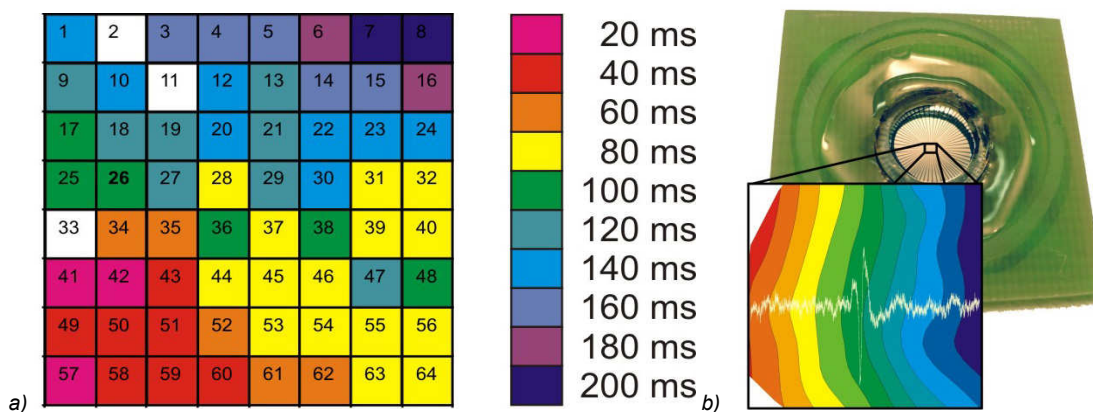 1 2 3 4 5 6 7 8
9 10 11 12 13 14 15 16
17 18 19 20 21 22 23 24
25 26 27 28 29 30 31 32
33 34 35 36 37 38 39 40
41 42 43 44 45 46 47 48
49 50 51 52 53 54 55 56
57 58 59 60 61 62 63 64
a)
20 ms
40 ms
60 ms
80 ms
100 ms
120 ms
140 ms
160 ms
180 ms
200 ms
b)